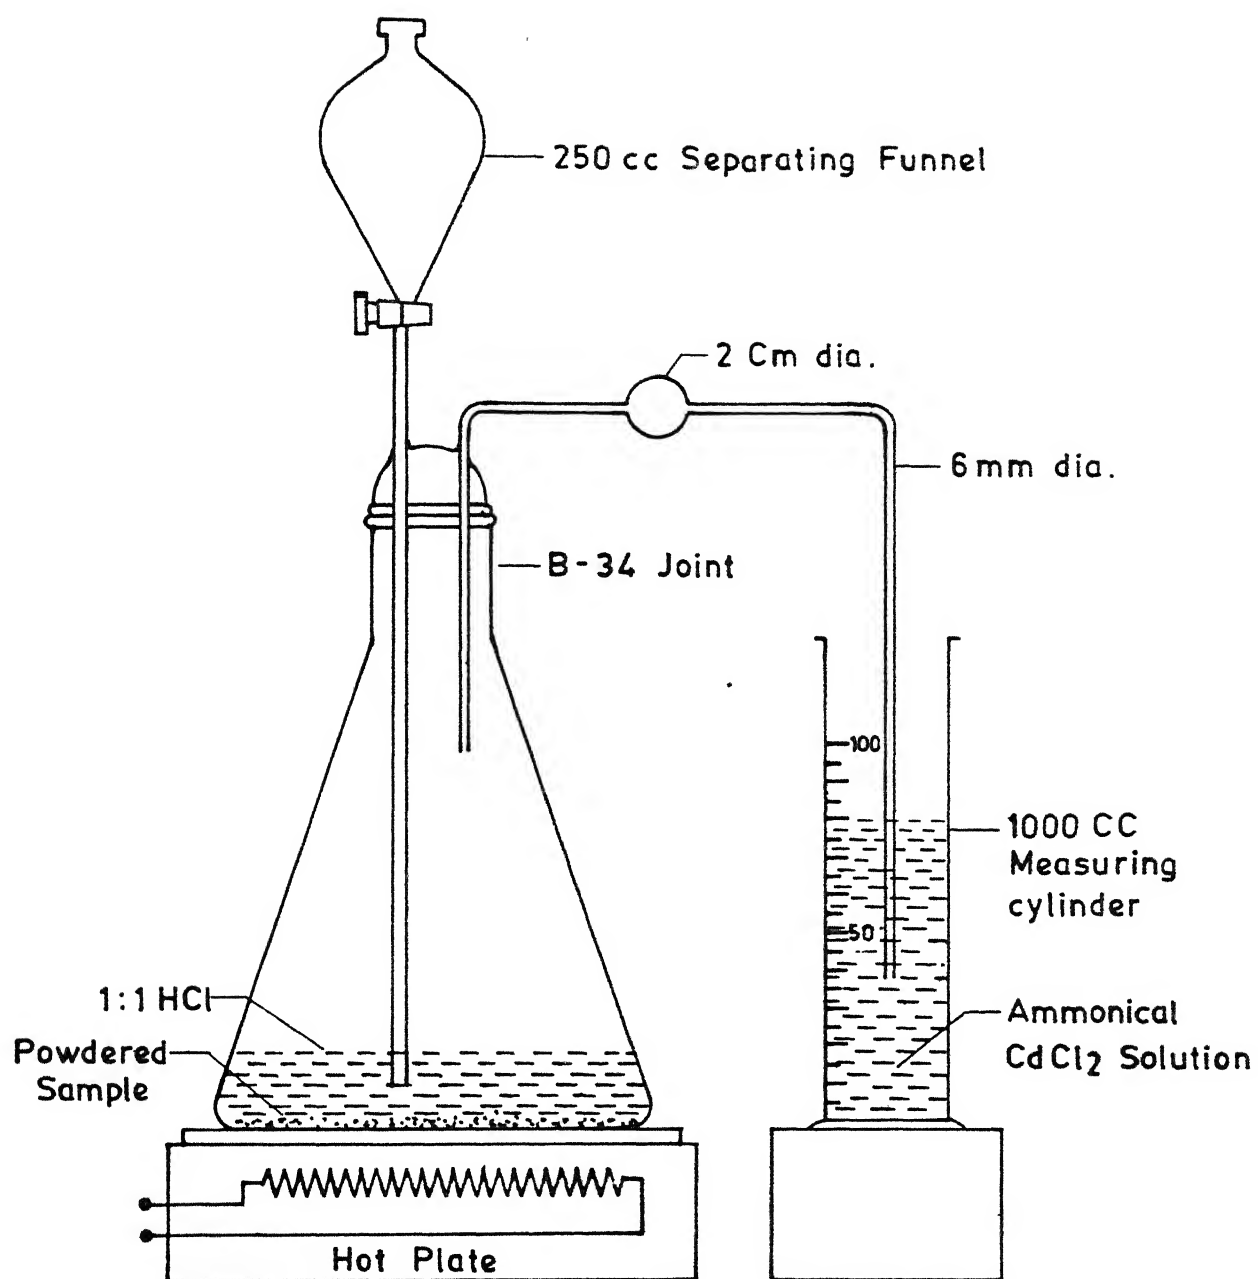 250 cc Separating Funnel
2 Cm dia.
6 mm dia.
B-34 Joint
100
1000 CC
Measuring
cylinder
50
1:1 HCl
Powdered
Sample
Ammonical
CdCl₂ Solution
Hot Plate